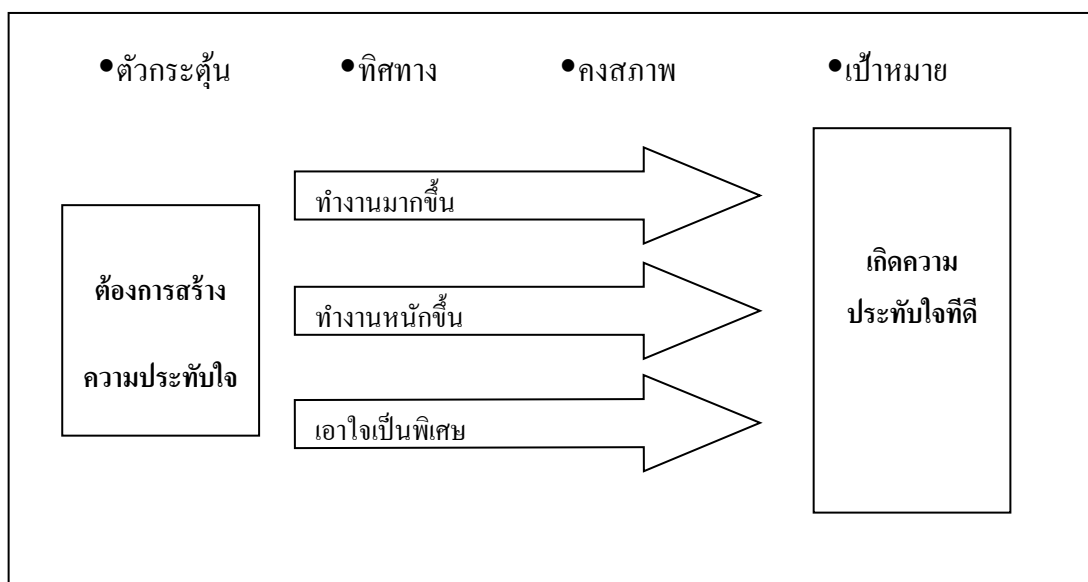 •ตัวกระตุ้น •ทิศทาง •คงสภาพ •เป้าหมาย
ต้องการสร้าง
ความประทับใจ
ทำงานมากขึ้น
ทำงานหนักขึ้น
เอาใจเป็นพิเศษ
เกิดความ
ประทับใจที่ดี